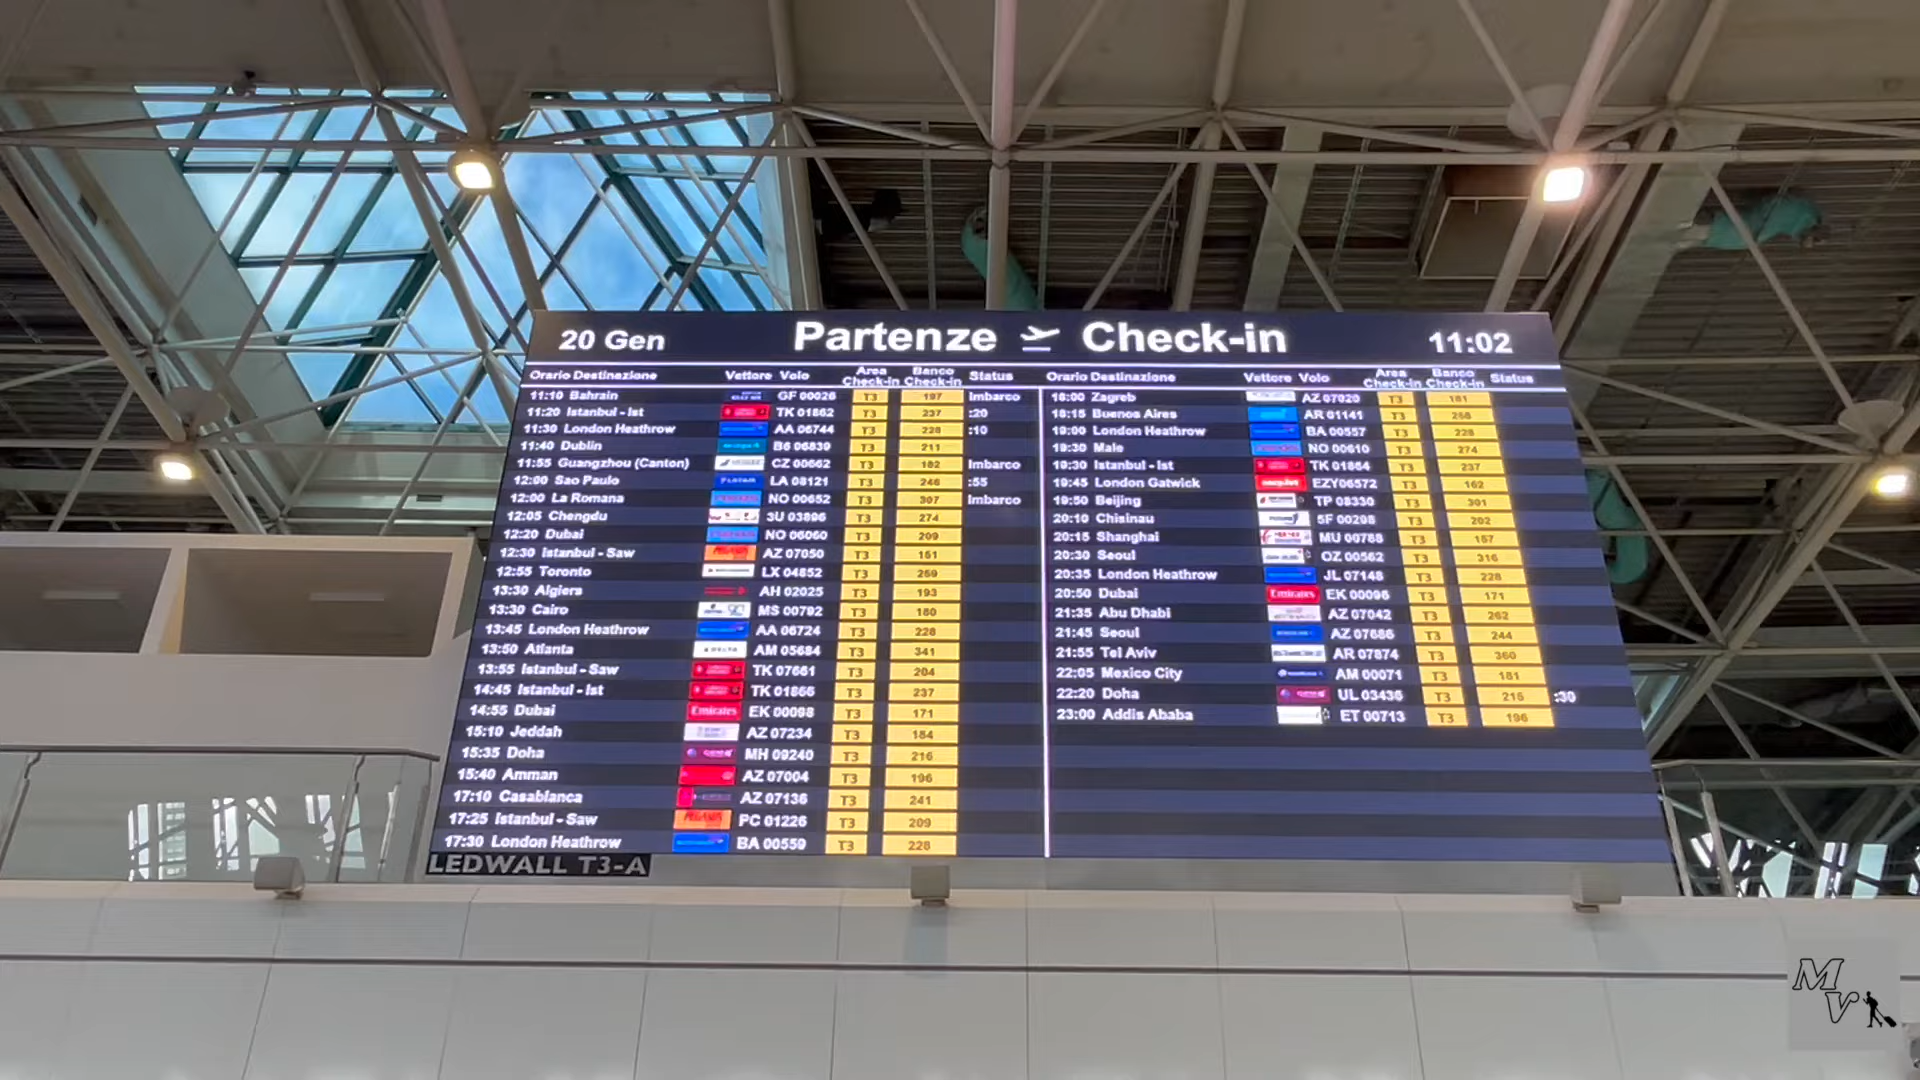 20 Gen Partenze Check-in 11:02
Orario Destinazione Vettore Volo Area Check-in Banco Check-in Status
11:10 Bahrain GF 00026 T3 197 Imbarco
11:20 Istanbul - Ist TK 01862 T3 237 :20
11:30 London Heathrow AA 06744 T3 228 :10
11:40 Dublin B6 06839 T3 211
11:55 Guangzhou (Canton) CZ 00662 T3 182 Imbarco
12:00 Sao Paulo LATAM LA 08121 T3 246 :55
12:00 La Romana NO 00652 T3 307 Imbarco
12:05 Chengdu 3U 03896 T3 274
12:20 Dubai NO 06060 T3 209
12:30 Istanbul - Saw PEGASUS AZ 07050 T3 151
12:55 Toronto LX 04852 T3 259
13:30 Algiers AH 02025 T3 193
13:30 Cairo MS 00792 T3 180
13:45 London Heathrow AA 06724 T3 228
13:50 Atlanta DELTA AM 05684 T3 341
13:55 Istanbul - Saw TK 07661 T3 204
14:45 Istanbul - Ist TK 01866 T3 237
14:55 Dubai Emirates EK 00098 T3 171
15:10 Jeddah AZ 07234 T3 184
15:35 Doha MH 09240 T3 216
15:40 Amman AZ 07004 T3 196
17:10 Casablanca AZ 07136 T3 241
17:25 Istanbul - Saw PEGASUS PC 01226 T3 209
17:30 London Heathrow BA 00559 T3 228
Orario Destinazione Vettore Volo Area Check-in Banco Check-in Status
18:00 Zagreb AZ 07020 T3 181
18:15 Buenos Aires AR 01141 T3 256
19:00 London Heathrow BA 00557 T3 228
19:30 Male NO 00610 T3 274
19:30 Istanbul - Ist TK 01864 T3 237
19:45 London Gatwick easyJet EZY06572 T3 162
19:50 Beijing TP 08330 T3 301
20:10 Chisinau 5F 00298 T3 202
20:15 Shanghai MU 00788 T3 157
20:30 Seoul OZ 00562 T3 316
20:35 London Heathrow JL 07148 T3 228
20:50 Dubai Emirates EK 00096 T3 171
21:35 Abu Dhabi AZ 07042 T3 262
21:45 Seoul AZ 07686 T3 244
21:55 Tel Aviv AR 07874 T3 360
22:05 Mexico City AM 00071 T3 181
22:20 Doha UL 03436 T3 215 :30
23:00 Addis Ababa ET 00713 T3 196
LEDWALL T3-A
MV